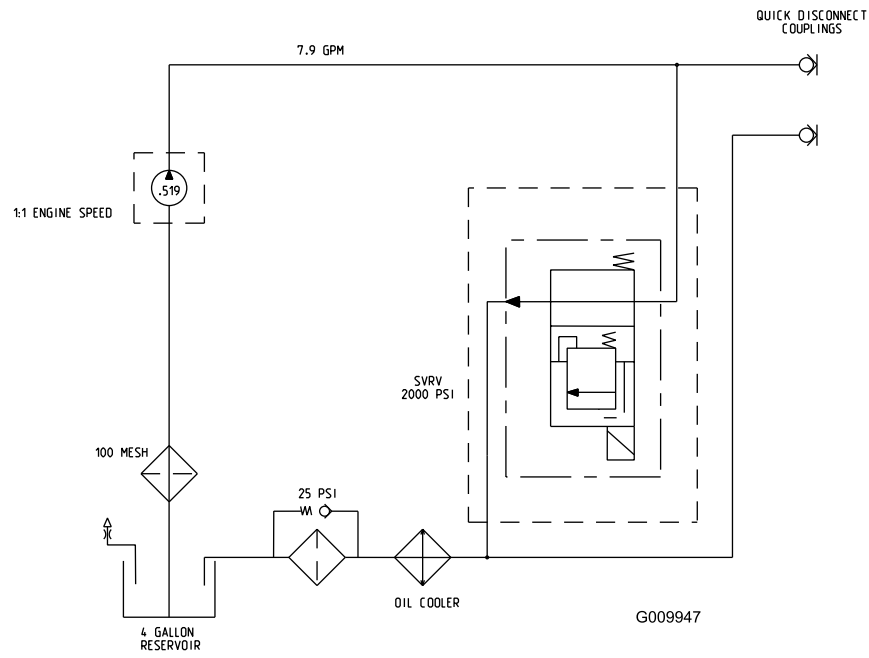 QUICK DISCONNECT
COUPLINGS
7.9 GPM
.519
1:1 ENGINE SPEED
SVRV
2000 PSI
100 MESH
25 PSI
OIL COOLER
G009947
4 GALLON
RESERVOIR